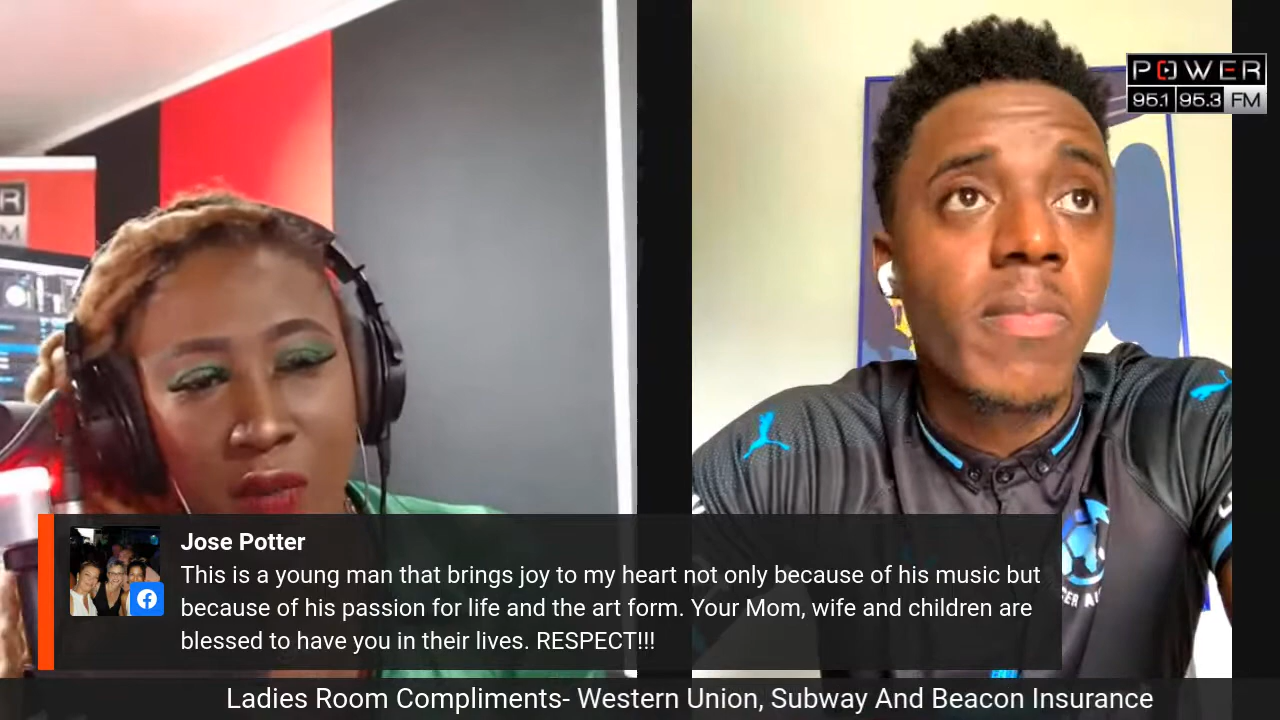 POWER
95.1 95.3 FM
R
M
CER A
Jose Potter
This is a young man that brings joy to my heart not only because of his music but
because of his passion for life and the art form. Your Mom, wife and children are
blessed to have you in their lives. RESPECT!!!
Ladies Room Compliments- Western Union, Subway And Beacon Insurance